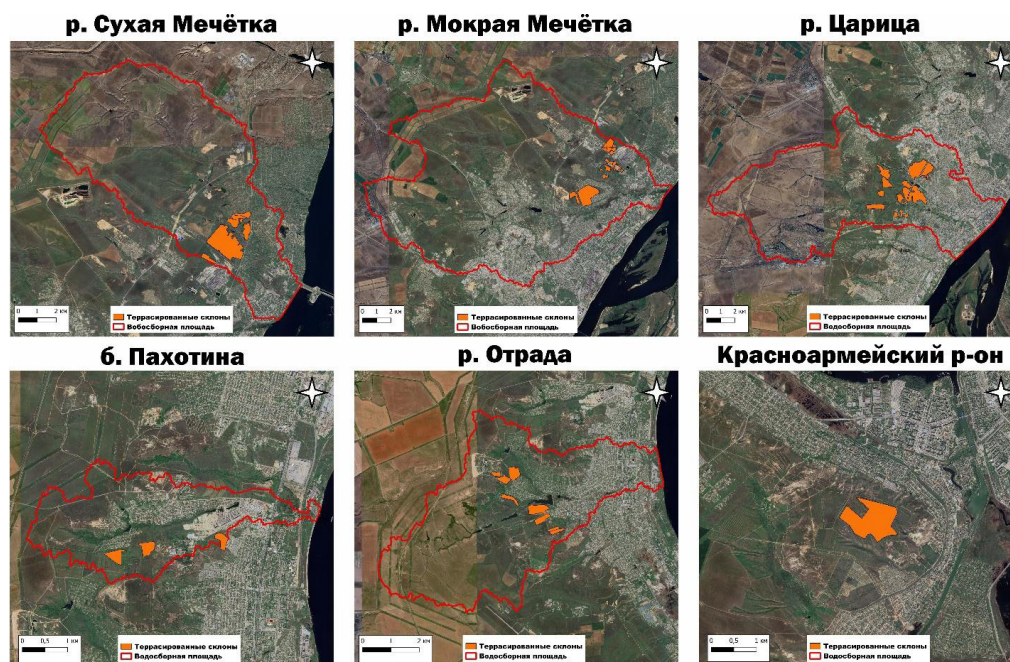 р. Сухая Мечётка
0 1 2 км
Террасированные склоны
Вобосборная площадь
р. Мокрая Мечётка
0 1 2 км
Террасированные склоны
Вобосборная площадь
р. Царица
0 1 2 км
Террасированные склоны
Водосборная площадь
б. Пахотина
0 0,5 1 км
Террасированные склоны
Водосборная площадь
р. Отрада
0 1 2 км
Террасированные склоны
Водосборная площадь
Красноармейский р-он
0 0,5 1 км
Террасированные склоны
Водосборная площадь